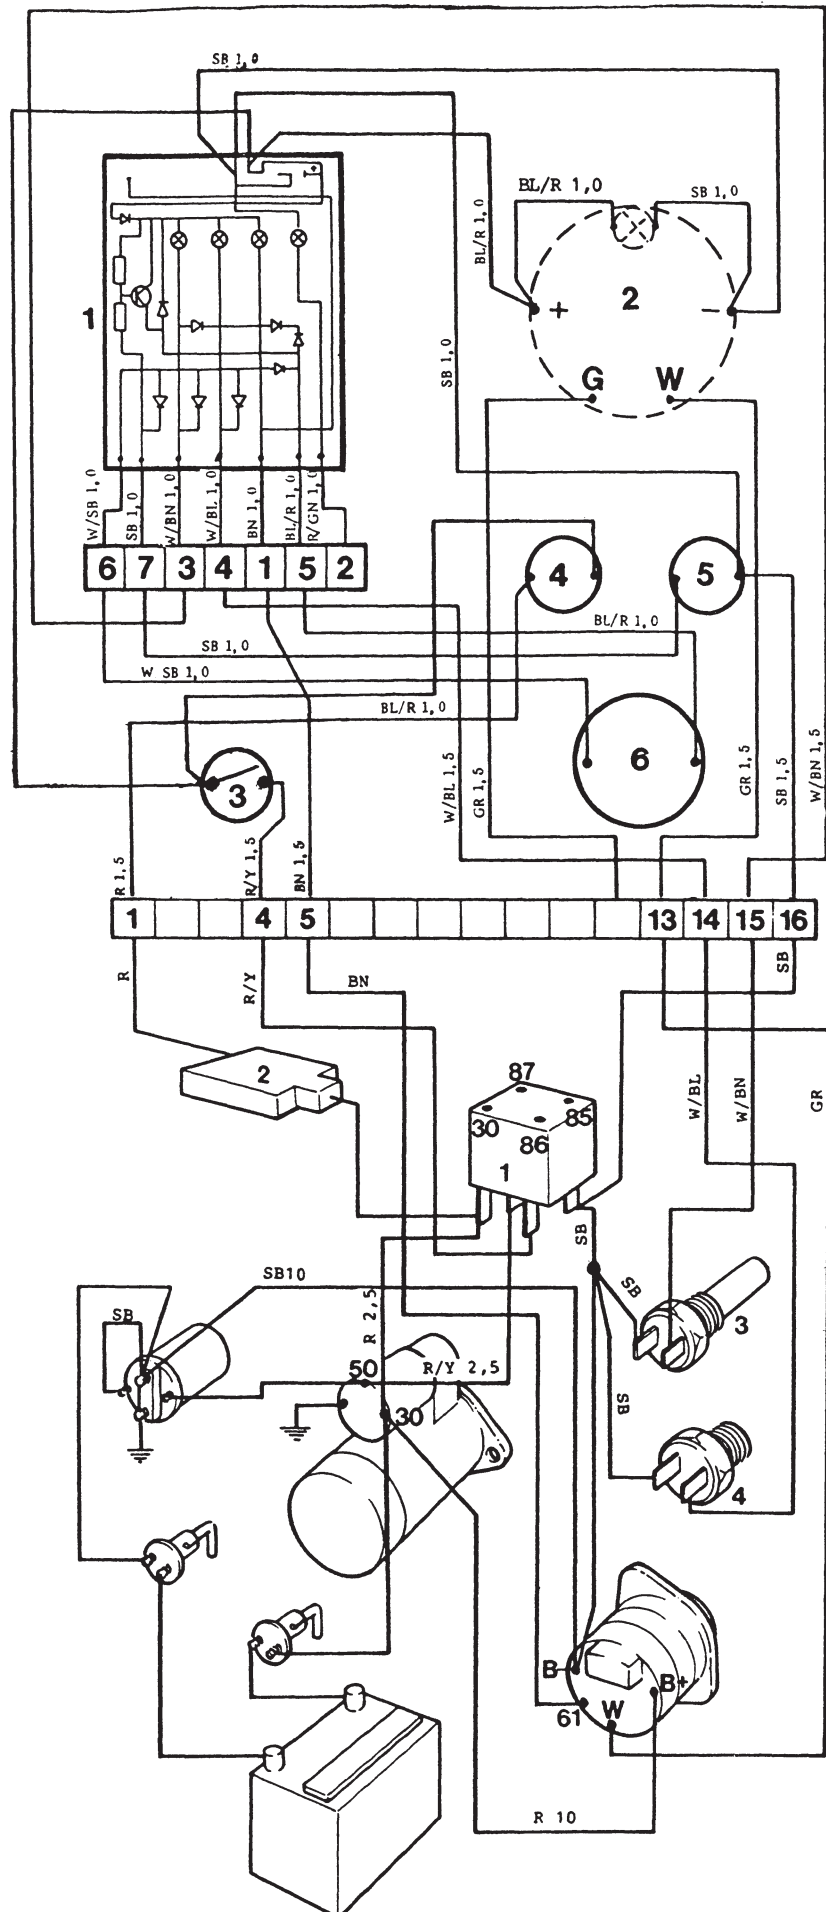 SB 1,0
BL/R 1,0
BL/R 1,0
SB 1,0
2
+
−
1
SB 1,0
G
W
W/SB 1,0
SB 1,0
W/BN 1,0
W/BL 1,0
BN 1,0
BL/R 1,0
R/GN 1,0
6 7 3 4 1 5 2
4
5
BL/R 1,0
SB 1,0
W SB 1,0
BL/R 1,0
6
3
W/BL 1,5
GR 1,5
GR 1,5
SB 1,5
W/BN 1,5
R 1,5
R/Y 1,5
BN 1,5
1 4 5 13 14 15 16
R
R/Y
BN
SB
2
87
30
85
86
1
W/BL
W/BN
GR
SB
SB10
SB
SB
3
R 2,5
50
R/Y 2,5
30
SB
4
B−
B+
61
W
R 10